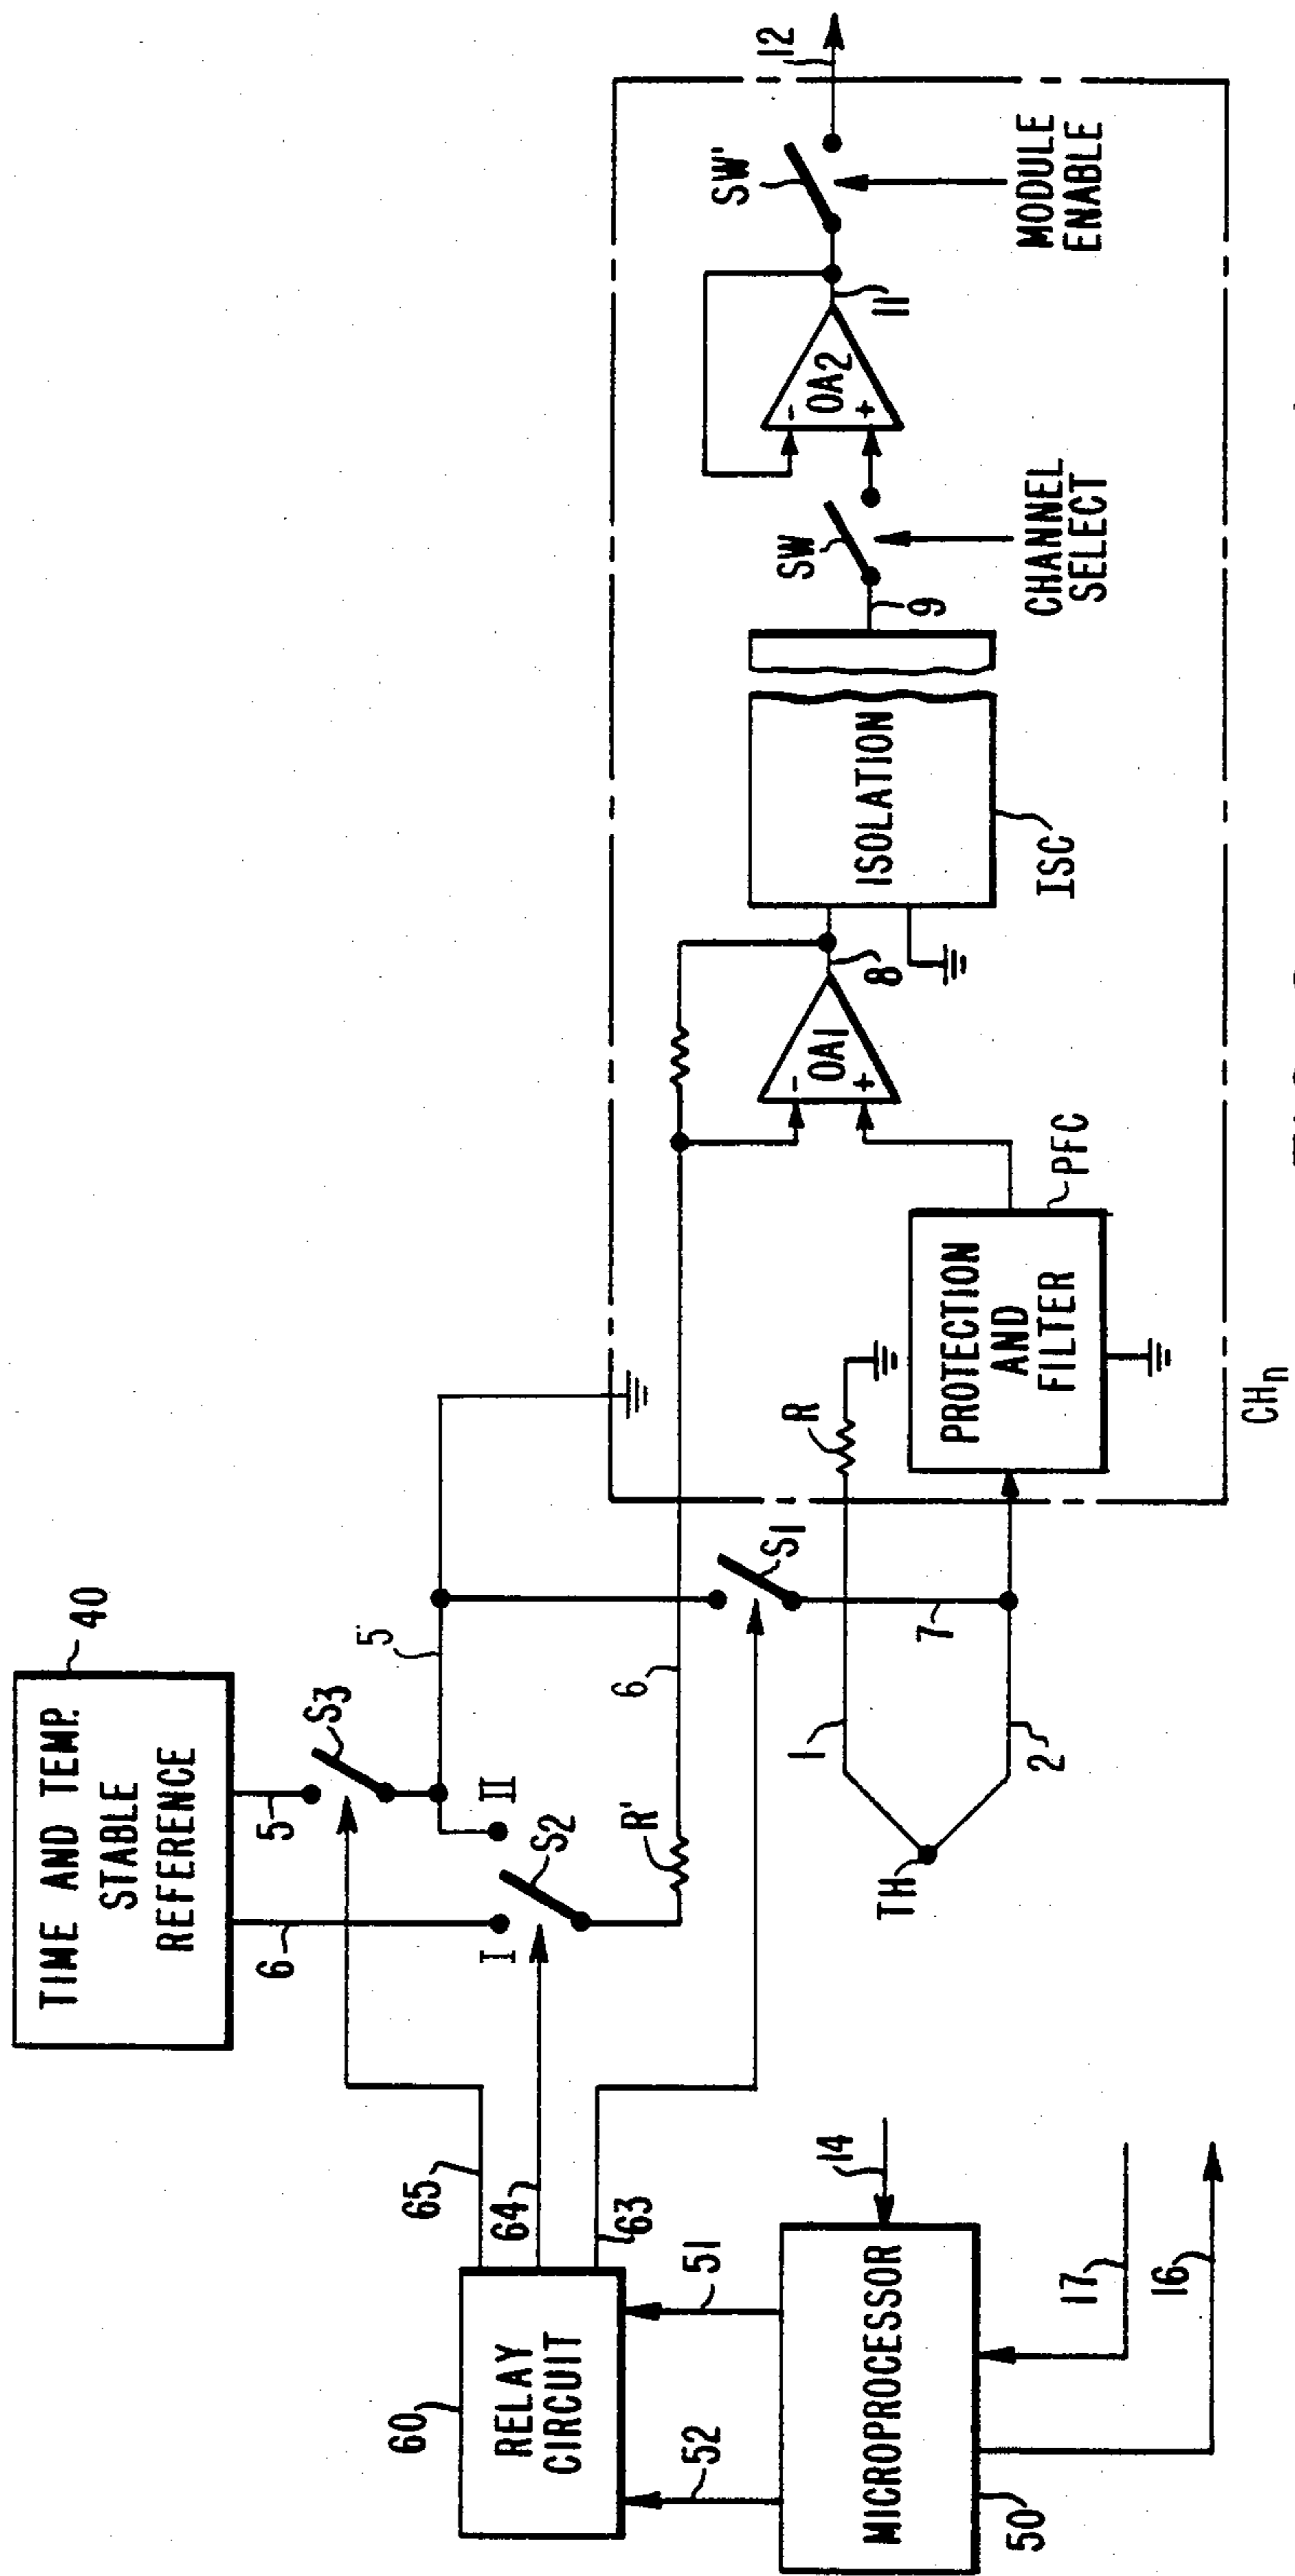 TIME AND TEMP.
STABLE
REFERENCE
40
S3
5
5
6
I
II
S2
R'
6
65
64
63
60
RELAY
CIRCUIT
52
51
MICROPROCESSOR
50
14
17
16
TH
1
2
7
S1
R
PROTECTION
AND
FILTER
PFC
CHn
OA1
-
+
8
ISOLATION
ISC
9
SW
CHANNEL
SELECT
OA2
-
+
11
SW'
MODULE
ENABLE
12